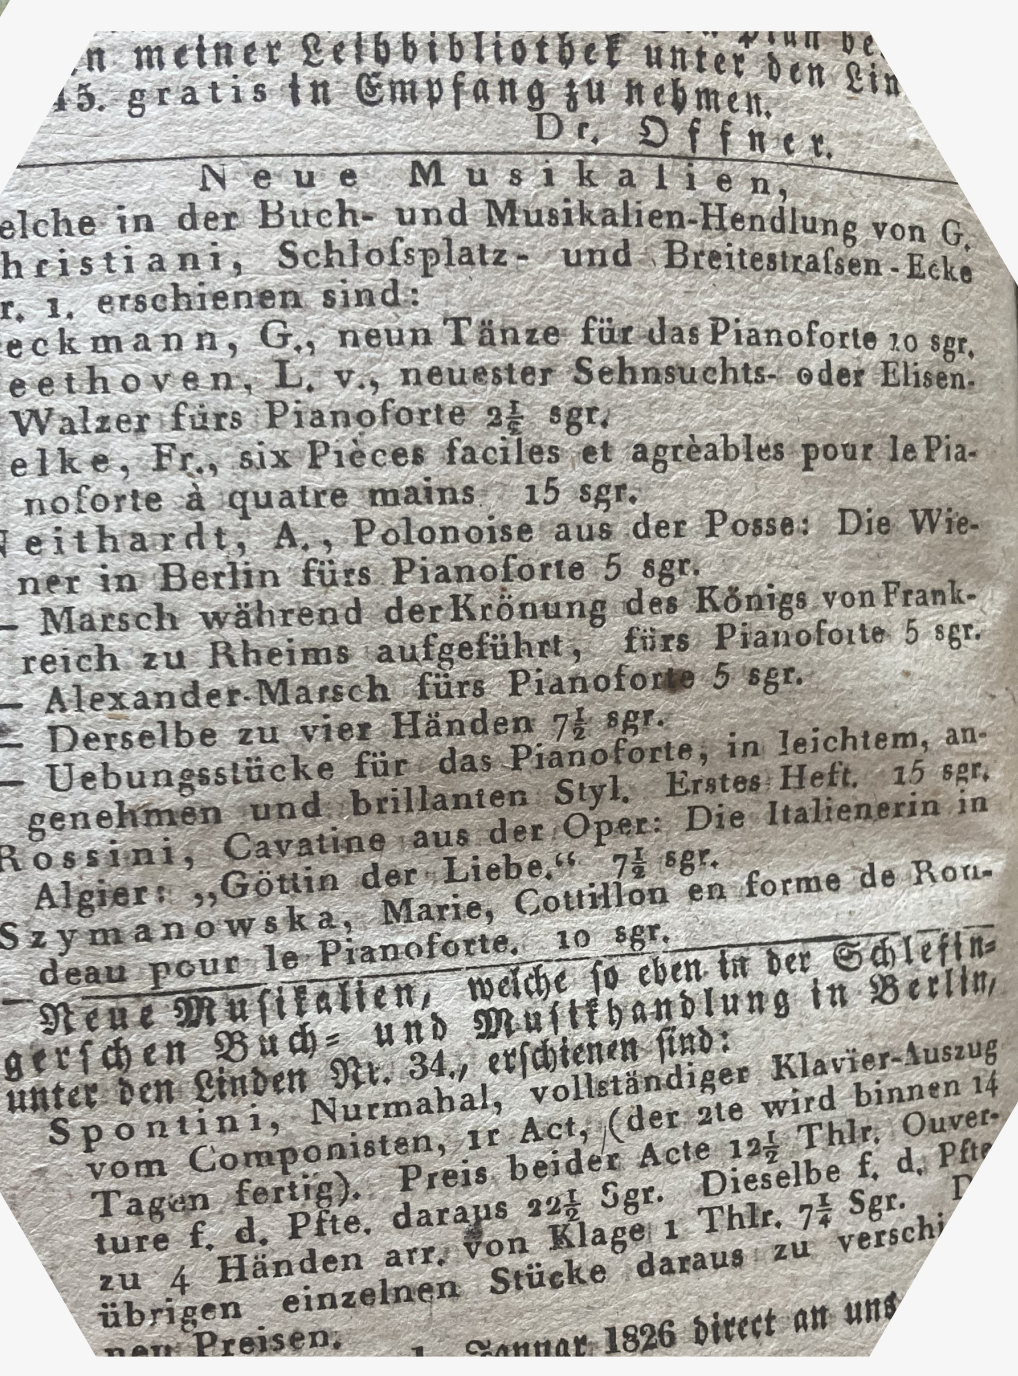 n meiner Leihbibliothek unter den Lin
45. gratis in Empfang zu nehmen.
Dr. Offner.
Neue Musikalien,
elche in der Buch- und Musikalien-Hendlung von G.
hristiani, Schloſsplatz- und Breitestraſsen-Ecke
r. 1. erschienen sind:
eckmann, G., neun Tänze für das Pianoforte 10 sgr.
eethoven, L. v., neuester Sehnsuchts- oder Elisen-
Walzer fürs Pianoforte 2½ sgr.
elke, Fr., six Pièces faciles et agrèables pour le Pia-
noforte à quatre mains 15 sgr.
Neithardt, A., Polonoise aus der Posse: Die Wie-
ner in Berlin fürs Pianoforte 5 sgr.
— Marsch während der Krönung des Königs von Frank-
reich zu Rheims aufgeführt, fürs Pianoforte 5 sgr.
— Alexander-Marsch fürs Pianoforte 5 sgr.
— Derselbe zu vier Händen 7½ sgr.
— Uebungsstücke für das Pianoforte, in leichtem, an-
genehmen und brillanten Styl. Erstes Heft. 15 sgr.
Rossini, Cavatine aus der Oper: Die Italienerin in
Algier: „Göttin der Liebe.“ 7½ sgr.
Szymanowska, Marie, Cottillon en forme de Ron-
deau pour le Pianoforte. 10 sgr.
Neue Muſikalien, welche ſo eben in der Schleſin-
gerſchen Buch- und Muſikhandlung in Berlin,
unter den Linden Nr. 34., erſchienen ſind:
Spontini, Nurmahal, vollständiger Klavier-Auszug
vom Componisten, 1r Act, (der 2te wird binnen 14
Tagen fertig). Preis beider Acte 12½ Thlr. Ouver-
ture f. d. Pfte. daraus 22½ Sgr. Dieselbe f. d. Pfte
zu 4 Händen arr. von Klage 1 Thlr. 7¼ Sgr. D
übrigen einzelnen Stücke daraus zu verschi
nen Preisen.
Januar 1826 direct an uns